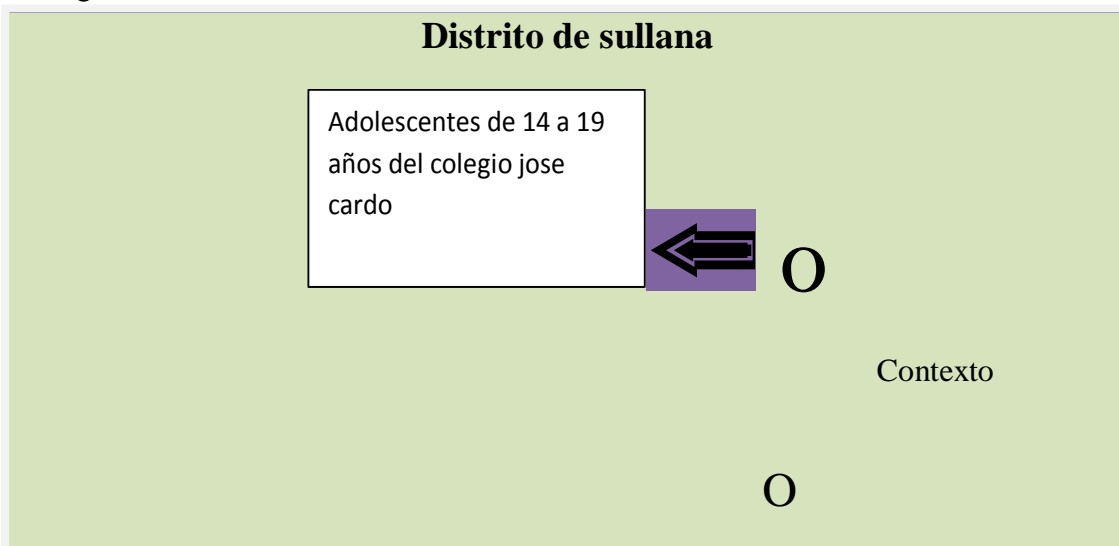 Distrito de sullana
Adolescentes de 14 a 19
años del colegio jose
cardo
O
Contexto
O